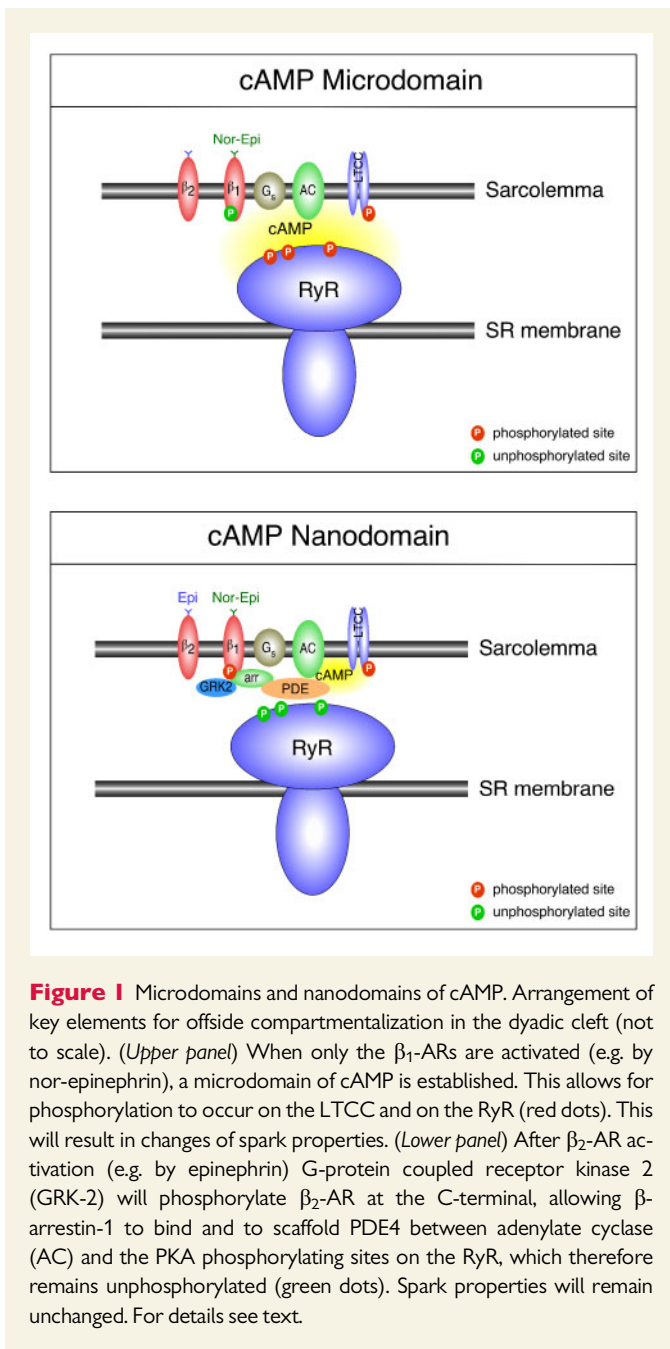 cAMP Microdomain
Nor-Epi
β2 β1 Gs AC LTCC Sarcolemma
P P
cAMP
P P P
RyR
SR membrane
P phosphorylated site
P unphosphorylated site
cAMP Nanodomain
Epi Nor-Epi
β2 β1 Gs AC LTCC Sarcolemma
P arr cAMP P
GRK2 PDE
P P P
RyR
SR membrane
P phosphorylated site
P unphosphorylated site
Figure 1 Microdomains and nanodomains of cAMP. Arrangement of
key elements for offside compartmentalization in the dyadic cleft (not
to scale). (Upper panel) When only the β1-ARs are activated (e.g. by
nor-epinephrin), a microdomain of cAMP is established. This allows for
phosphorylation to occur on the LTCC and on the RyR (red dots). This
will result in changes of spark properties. (Lower panel) After β2-AR ac-
tivation (e.g. by epinephrin) G-protein coupled receptor kinase 2
(GRK-2) will phosphorylate β2-AR at the C-terminal, allowing β-
arrestin-1 to bind and to scaffold PDE4 between adenylate cyclase
(AC) and the PKA phosphorylating sites on the RyR, which therefore
remains unphosphorylated (green dots). Spark properties will remain
unchanged. For details see text.